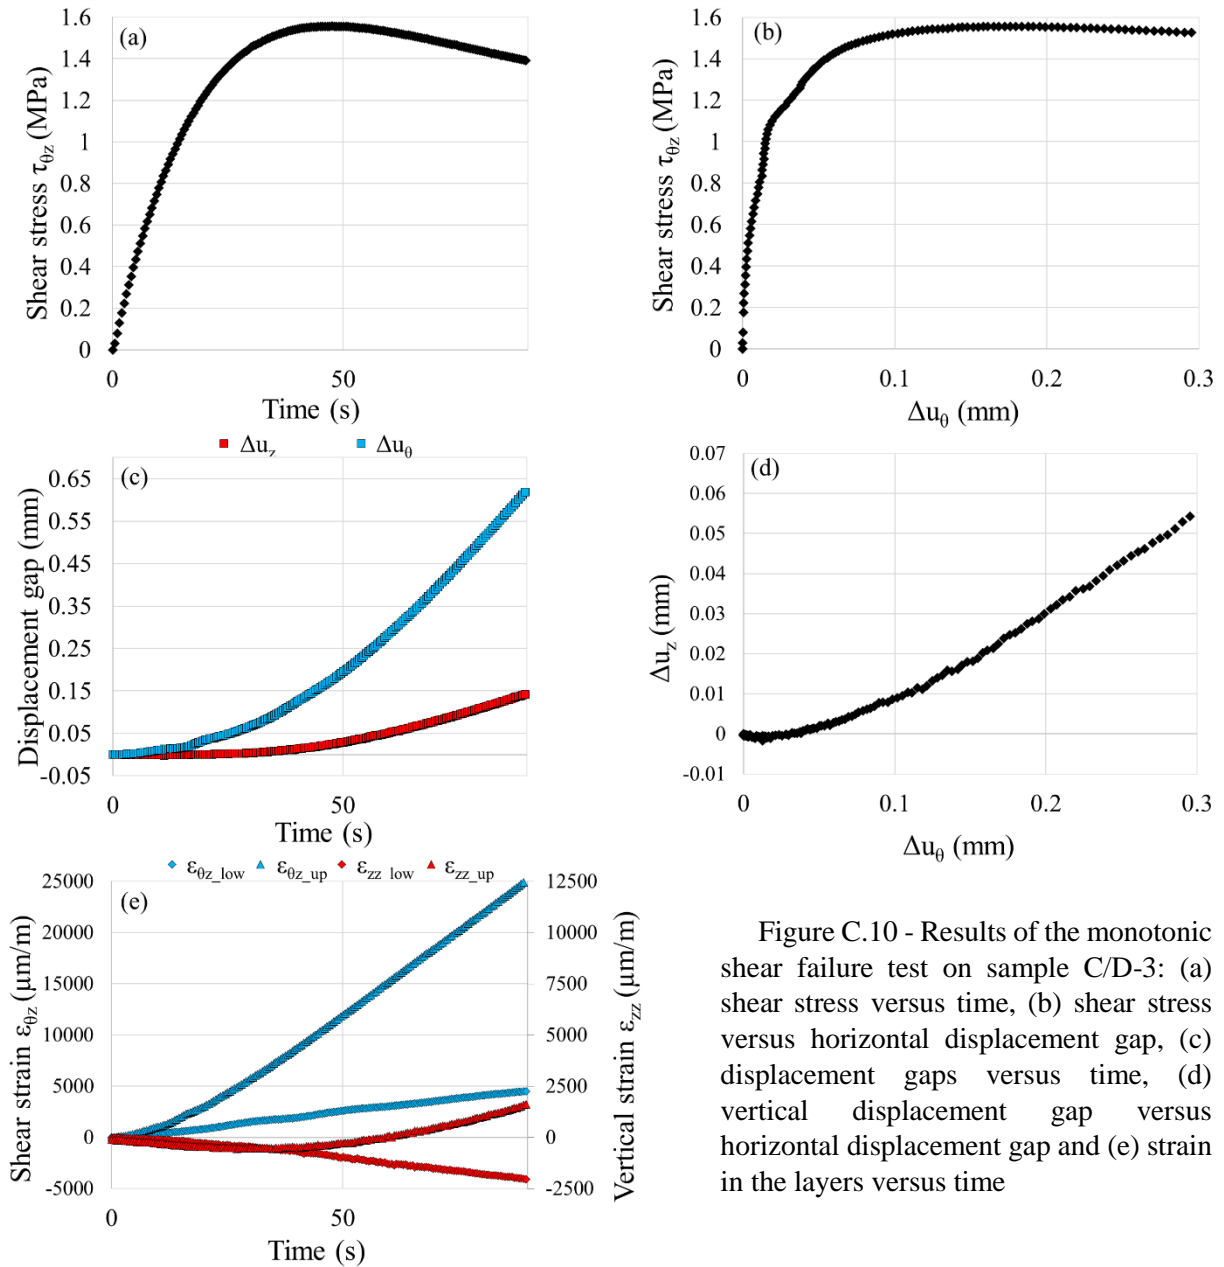 (a)
Shear stress τθz (MPa)
1.6
1.4
1.2
1
0.8
0.6
0.4
0.2
0
0
50
Time (s)
(b)
Shear stress τθz (MPa)
1.6
1.4
1.2
1
0.8
0.6
0.4
0.2
0
0
0.1
0.2
0.3
Δuθ (mm)
Δuz
Δuθ
(c)
Displacement gap (mm)
0.65
0.55
0.45
0.35
0.25
0.15
0.05
-0.05
0
50
Time (s)
(d)
Δuz (mm)
0.07
0.06
0.05
0.04
0.03
0.02
0.01
0
-0.01
0
0.1
0.2
0.3
Δuθ (mm)
εθz_low
εθz_up
εzz_low
εzz_up
(e)
Shear strain εθz (μm/m)
25000
20000
15000
10000
5000
0
-5000
12500
10000
7500
5000
2500
0
-2500
Vertical strain εzz (μm/m)
0
50
Time (s)
Figure C.10 - Results of the monotonic
shear failure test on sample C/D-3: (a)
shear stress versus time, (b) shear stress
versus horizontal displacement gap, (c)
displacement gaps versus time, (d)
vertical displacement gap versus
horizontal displacement gap and (e) strain
in the layers versus time